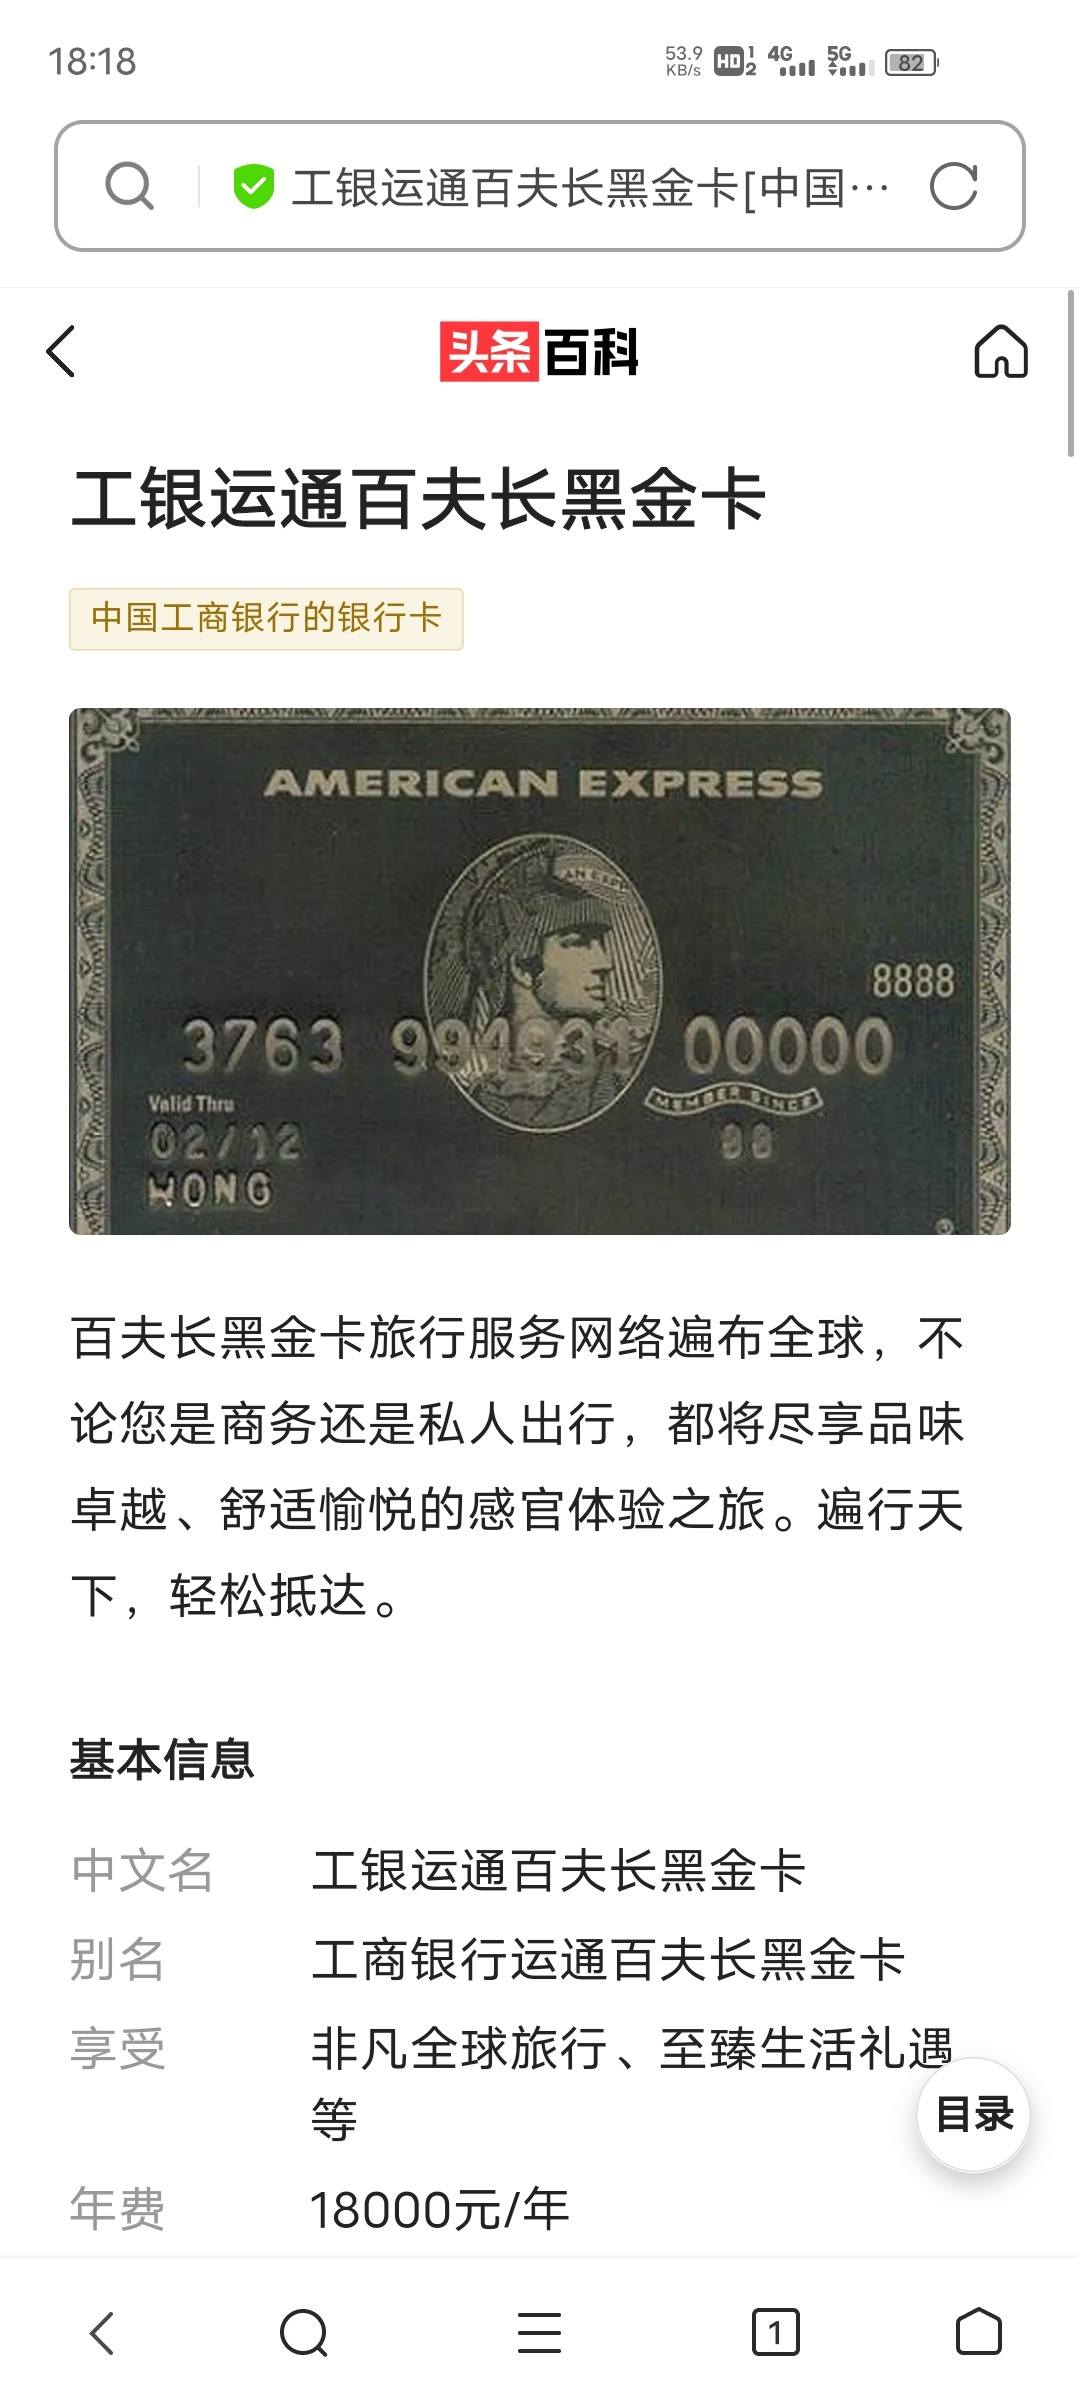 18:18
53.9 KB/s HD 1 2 4G 5G 82
工银运通百夫长黑金卡[中国…
头条百科
工银运通百夫长黑金卡
中国工商银行的银行卡
AMERICAN EXPRESS
8888
3763 994931 00000
Valid Thru
MEMBER SINCE
02/12
WONG
百夫长黑金卡旅行服务网络遍布全球，不
论您是商务还是私人出行，都将尽享品味
卓越、舒适愉悦的感官体验之旅。遍行天
下，轻松抵达。
基本信息
中文名 工银运通百夫长黑金卡
别名 工商银行运通百夫长黑金卡
享受 非凡全球旅行、至臻生活礼遇
等
目录
年费 18000元/年
1